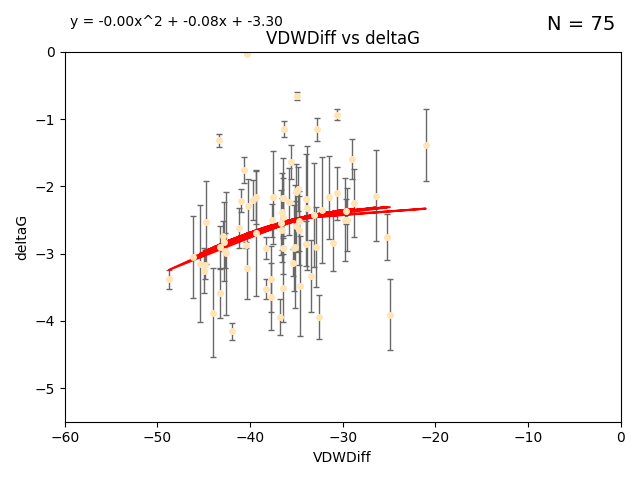 y = -0.00x^2 + -0.08x + -3.30
N = 75
VDWDiff vs deltaG
0
−1
−2
−3
−4
−5
deltaG
−60 −50 −40 −30 −20 −10 0
VDWDiff